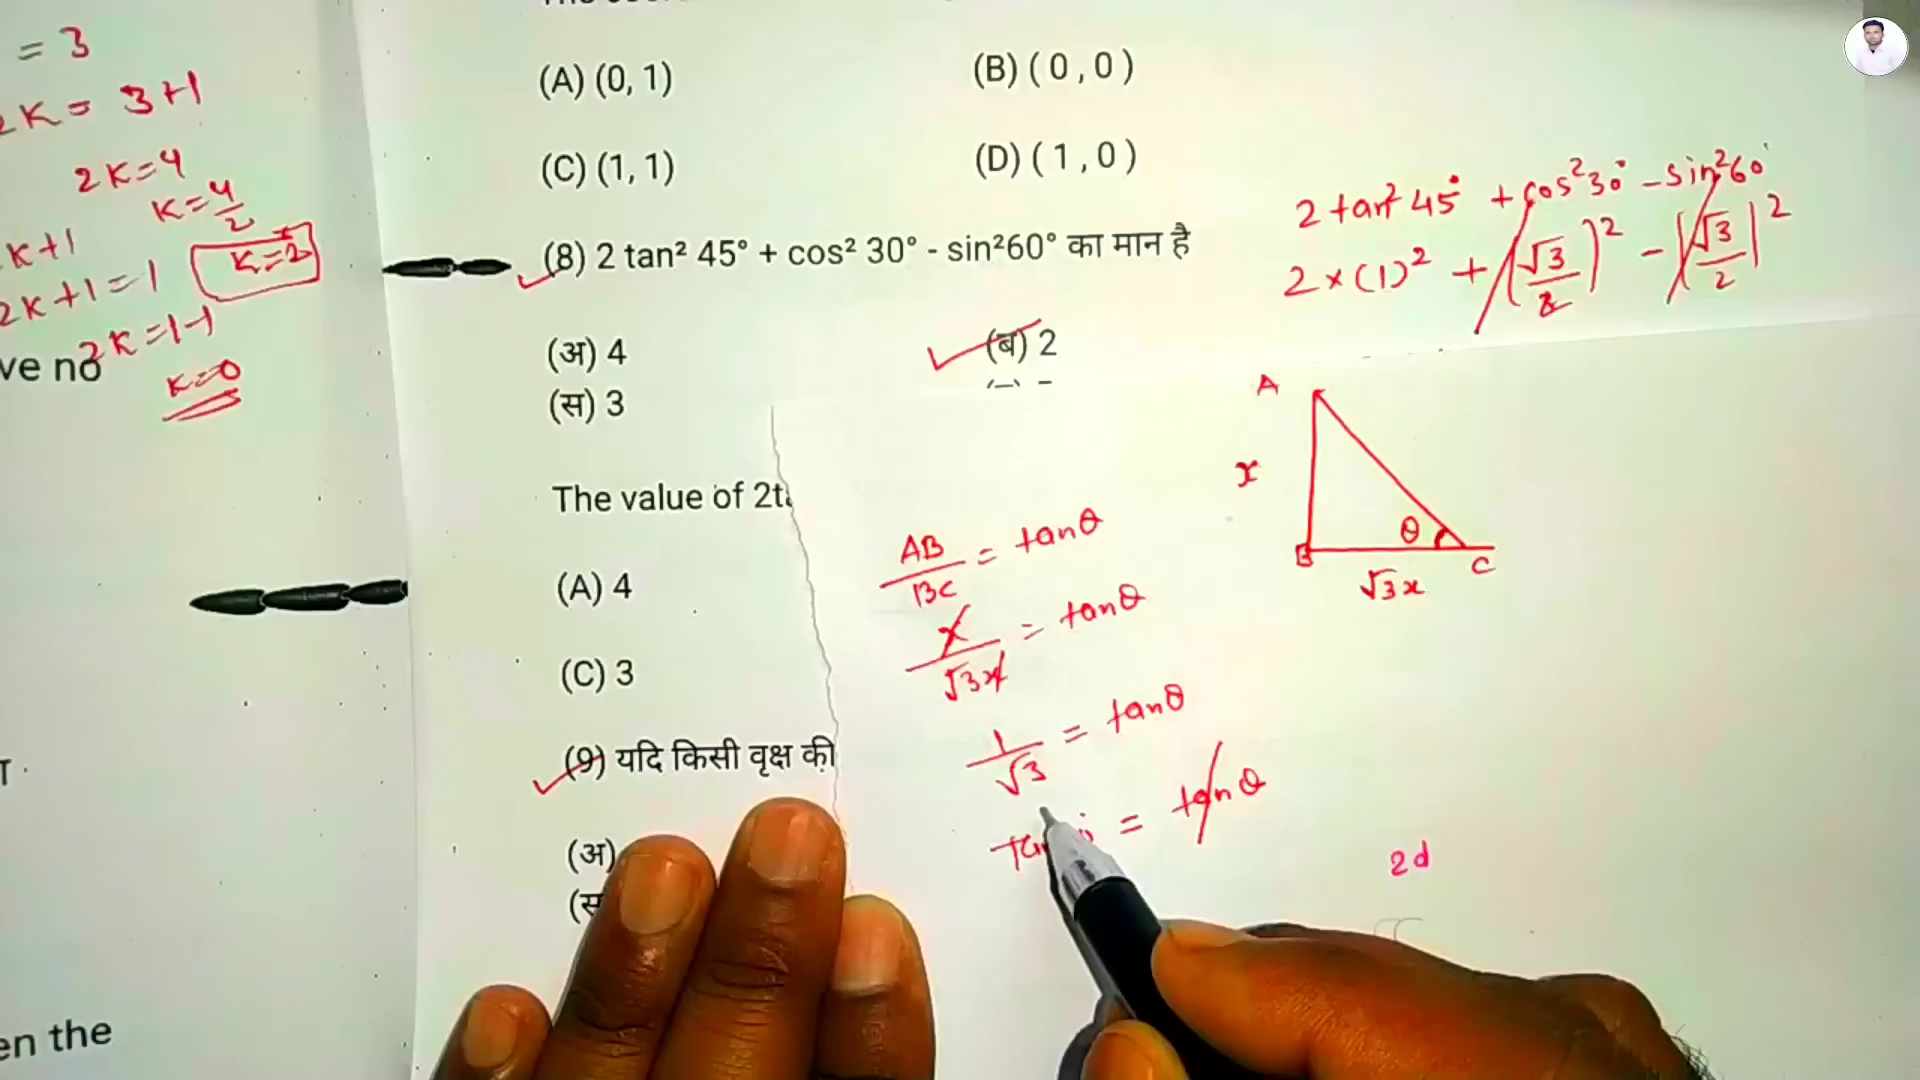 = 3
2K = 3+1
2K=4
K=4/2
K=2
K+1
2K+1=1
2K=1-1
K=0
ve no
en the
(A) (0, 1)
(B) ( 0 , 0 )
(C) (1, 1)
(D) ( 1 , 0 )
(8) 2 tan² 45° + cos² 30° - sin²60° का मान है
(अ) 4
(ब) 2
(स) 3
The value of 2ta
(A) 4
(C) 3
(9) यदि किसी वृक्ष की
(अ)
(स
2 tan² 45° + cos² 30° - sin² 60°
2 × (1)² + (√3/2)² - (√3/2)²
A
x
B
θ
C
√3x
AB/BC = tanθ
x/√3x = tanθ
1/√3 = tanθ
= tanθ
2d